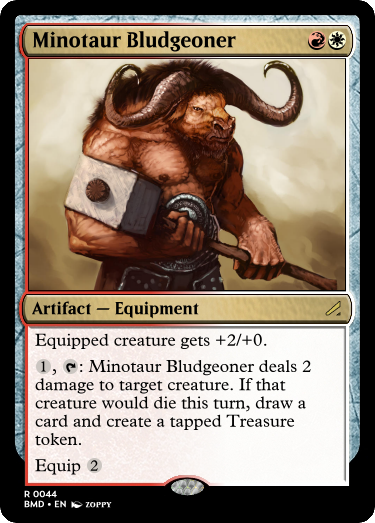 Minotaur Bludgeoner
Artifact — Equipment
Equipped creature gets +2/+0.
1, : Minotaur Bludgeoner deals 2
damage to target creature. If that
creature would die this turn, draw a
card and create a tapped Treasure
token.
Equip 2
R 0044
BMD • EN ZOPPY